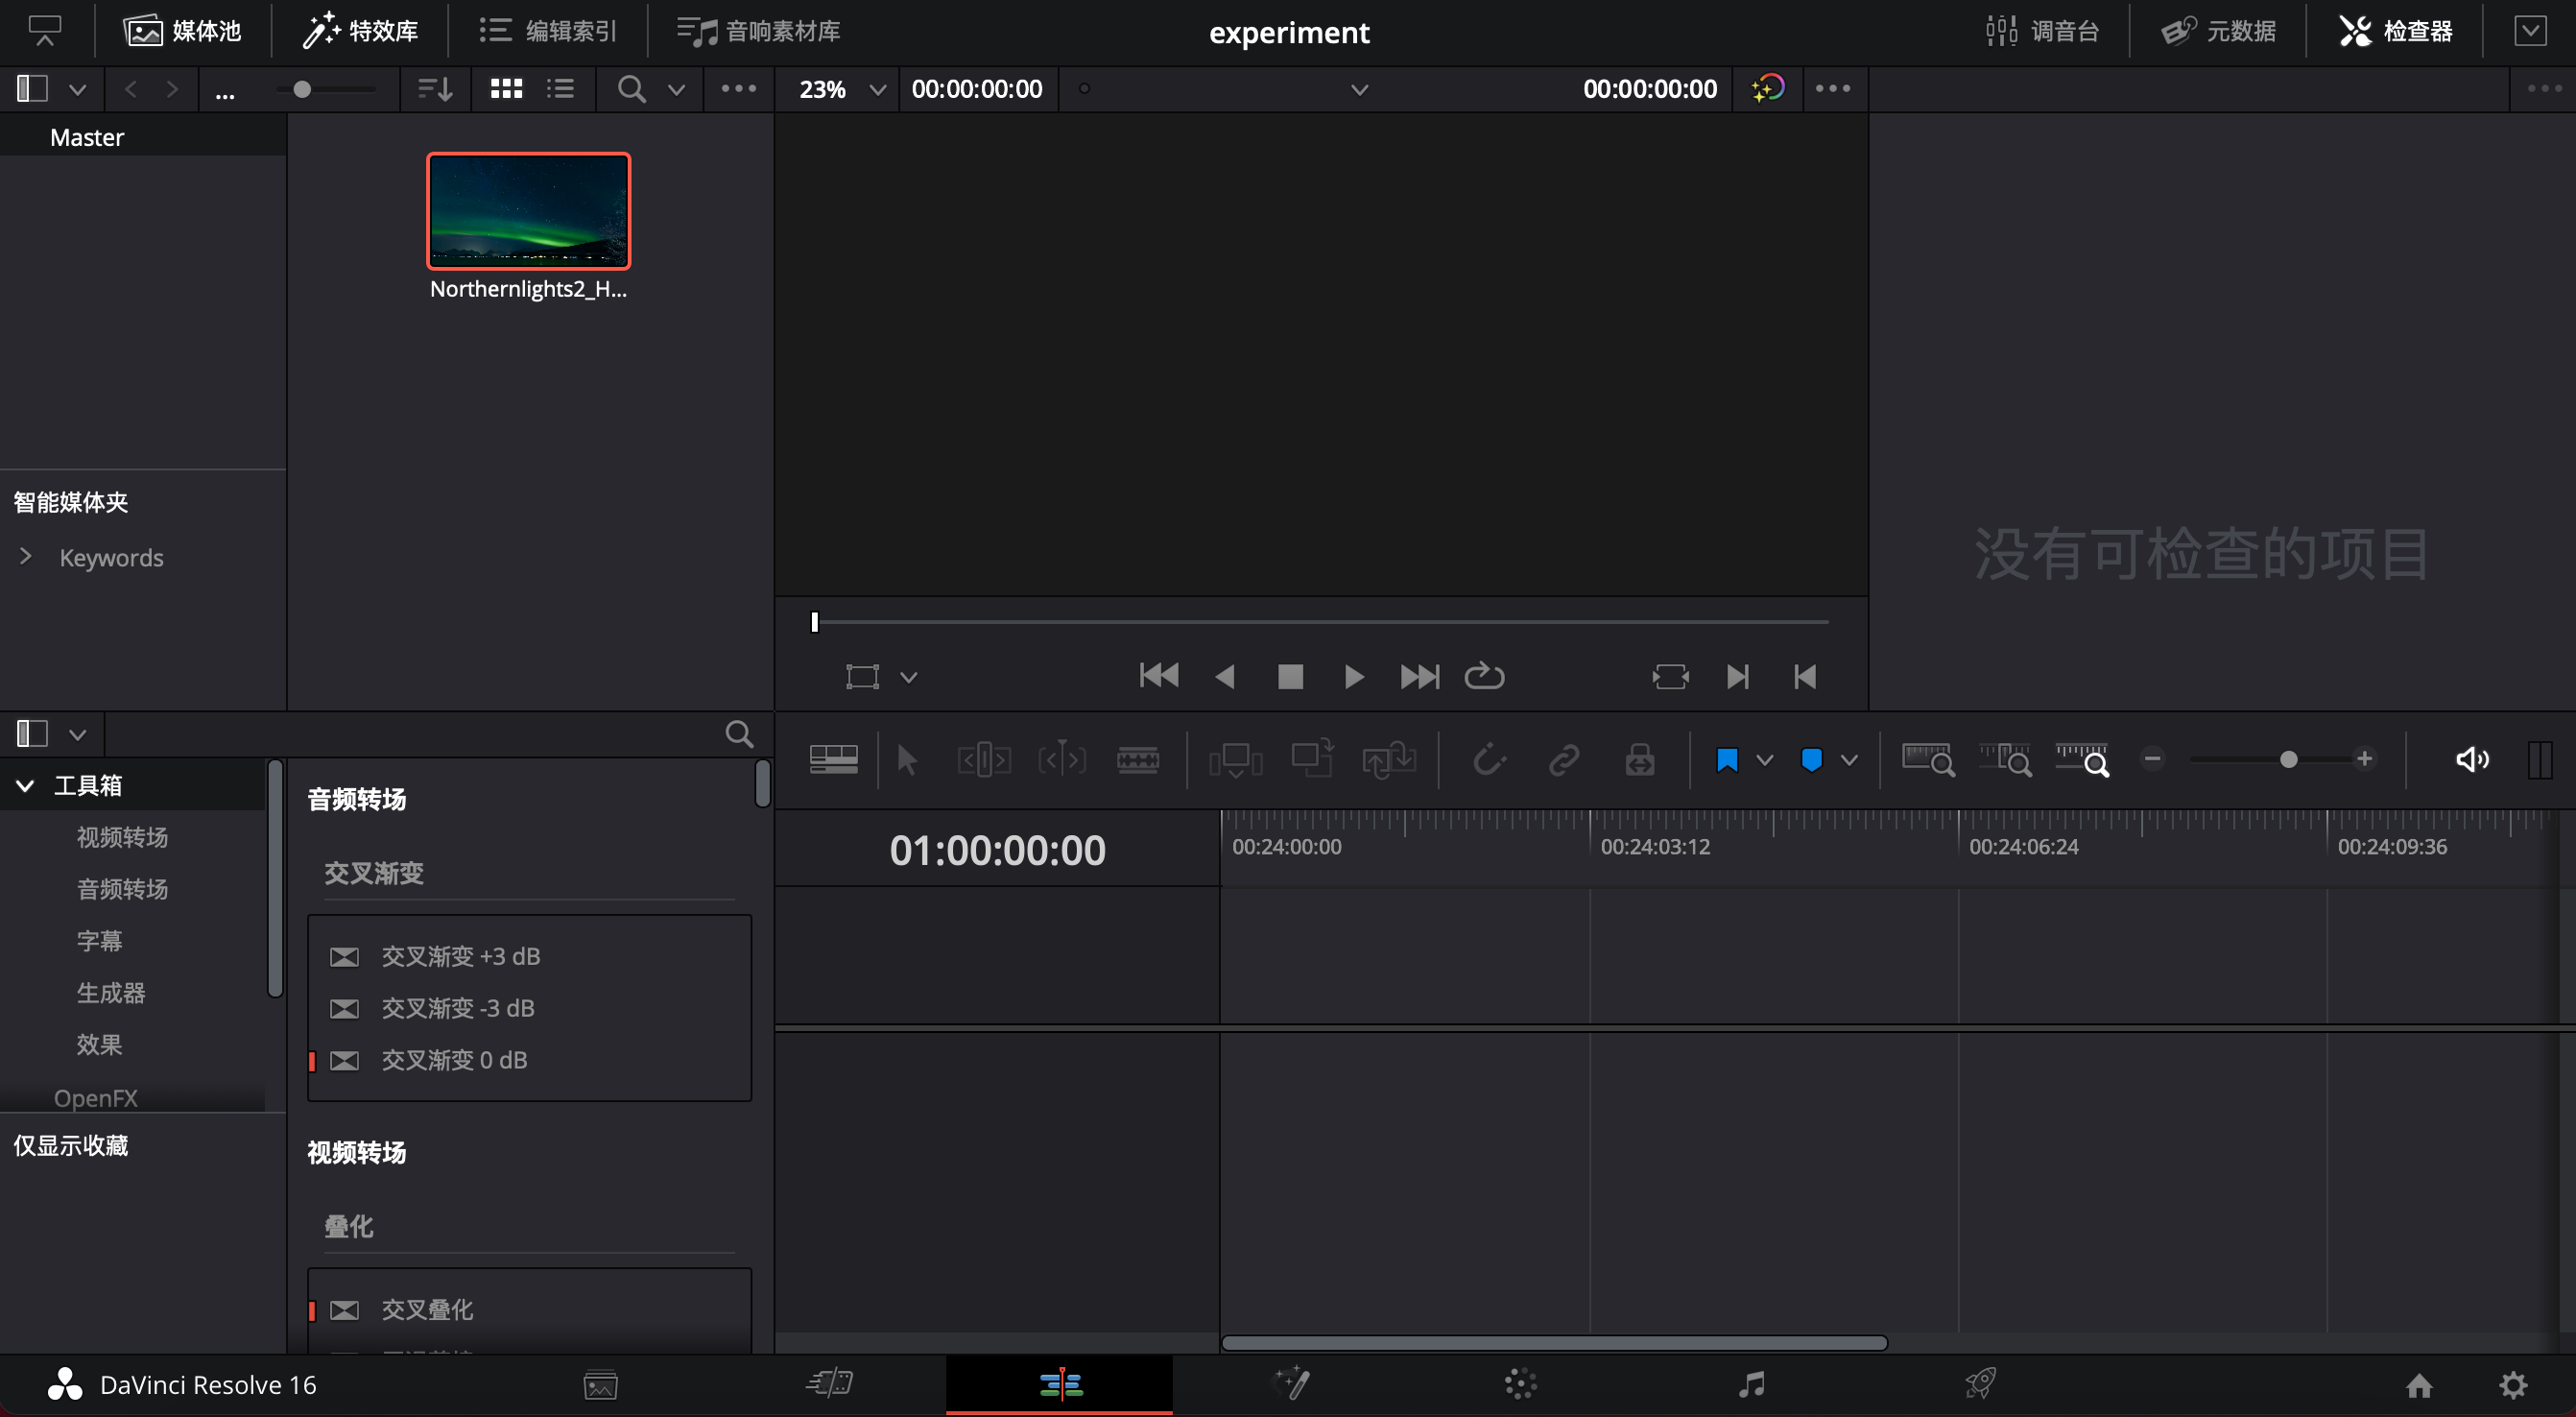 媒体池 特效库 编辑索引 音响素材库 experiment 调音台 元数据 检查器
... 23% 00:00:00:00 00:00:00:00
Master
Northernlights2_H...
智能媒体夹
Keywords
没有可检查的项目
工具箱
视频转场
音频转场
字幕
生成器
效果
OpenFX
仅显示收藏
音频转场
交叉渐变
交叉渐变 +3 dB
交叉渐变 -3 dB
交叉渐变 0 dB
视频转场
叠化
交叉叠化
01:00:00:00
00:24:00:00 00:24:03:12 00:24:06:24 00:24:09:36
DaVinci Resolve 16